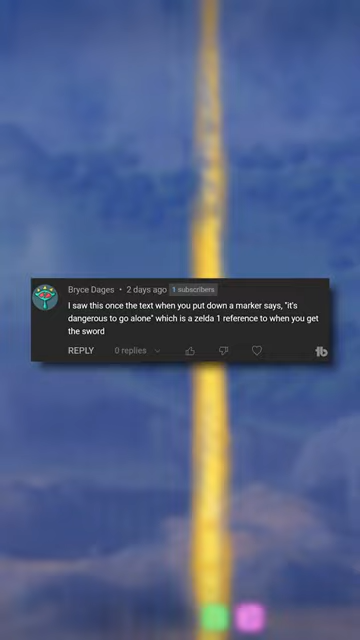 Bryce Dages • 2 days ago 1 subscribers
I saw this once the text when you put down a marker says, "it's
dangerous to go alone" which is a zelda 1 reference to when you get
the sword
REPLY 0 replies
tb